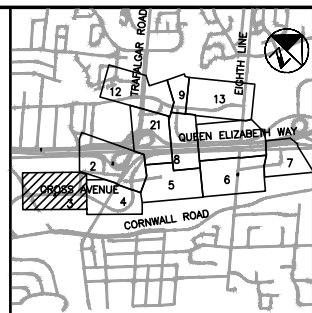 TRAFALGAR ROAD
EIGHTH LINE
N
12
9
13
21
QUEEN ELIZABETH WAY
2
8
7
CROSS AVENUE
5
6
3
4
CORNWALL ROAD